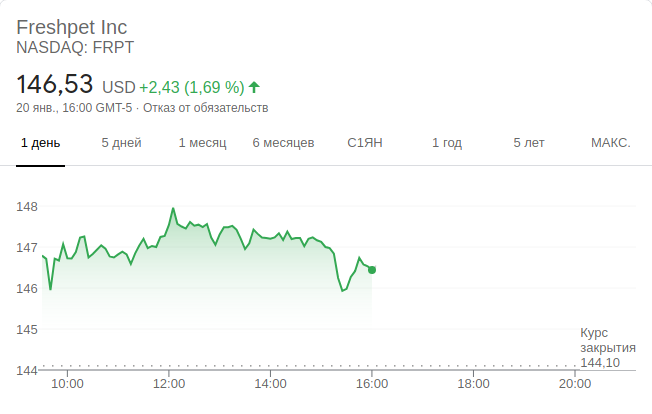 Freshpet Inc
NASDAQ: FRPT
146,53 USD +2,43 (1,69 %)
20 янв., 16:00 GMT-5 · Отказ от обязательств
1 день 5 дней 1 месяц 6 месяцев С1ЯН 1 год 5 лет МАКС.
148
147
146
145
Курс
закрытия
144,10
144
10:00 12:00 14:00 16:00 18:00 20:00